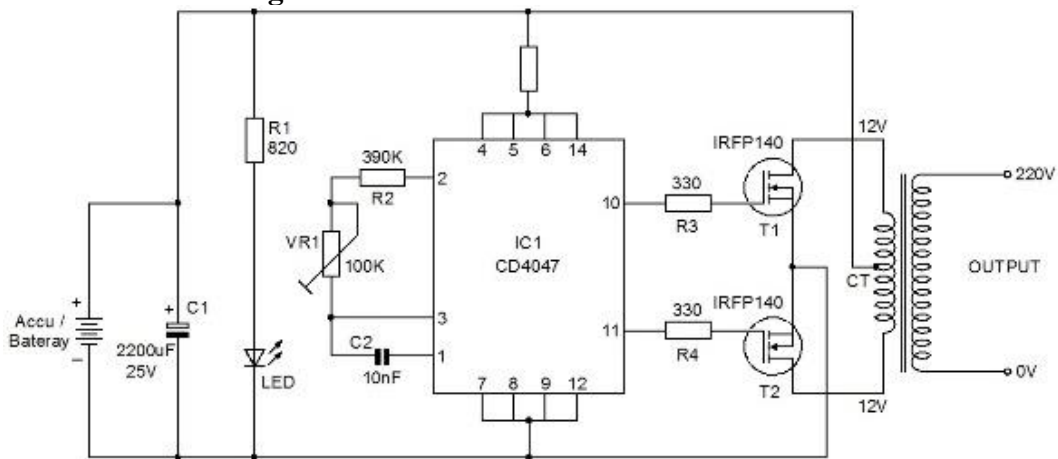 R1
820
390K
R2
VR1
100K
C2
10nF
4 5 6 14
2
3
1
10
11
IC1
CD4047
7 8 9 12
330
R3
330
R4
IRFP140
T1
IRFP140
T2
12V
12V
CT
220V
OUTPUT
0V
+
Accu /
Bateray
–
+ C1
2200uF
25V
LED